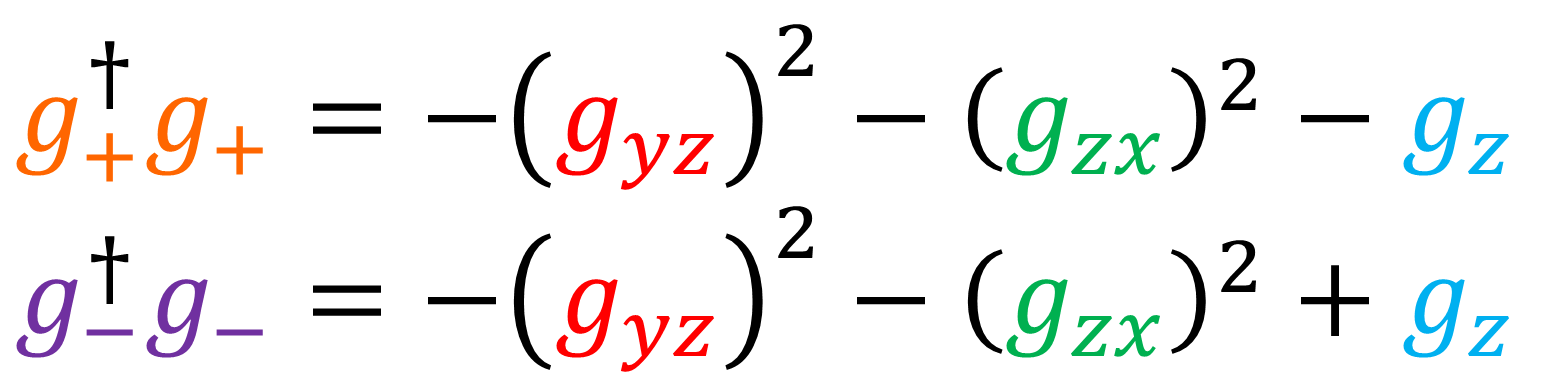 g₊†g₊ = −(g_yz)² − (g_zx)² − g_z
g₋†g₋ = −(g_yz)² − (g_zx)² + g_z